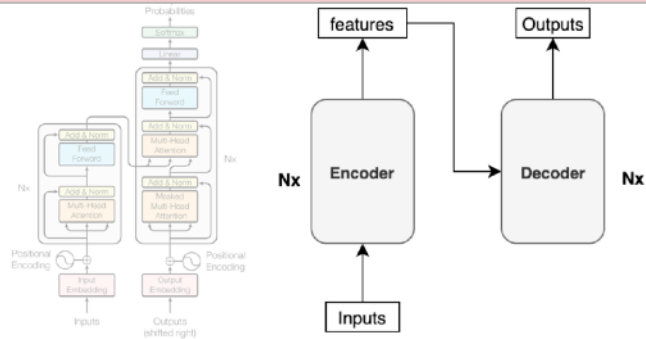 Probabilities
Softmax
Linear
Add & Norm
Feed
Forward
Add & Norm
Multi-Head
Attention
Nx
Add & Norm
Masked
Multi-Head
Attention
Positional
Encoding
Output
Embedding
Outputs
(shifted right)
Add & Norm
Feed
Forward
Nx
Add & Norm
Multi-Head
Attention
Positional
Encoding
Input
Embedding
Inputs
features
Nx
Encoder
Inputs
Outputs
Decoder
Nx